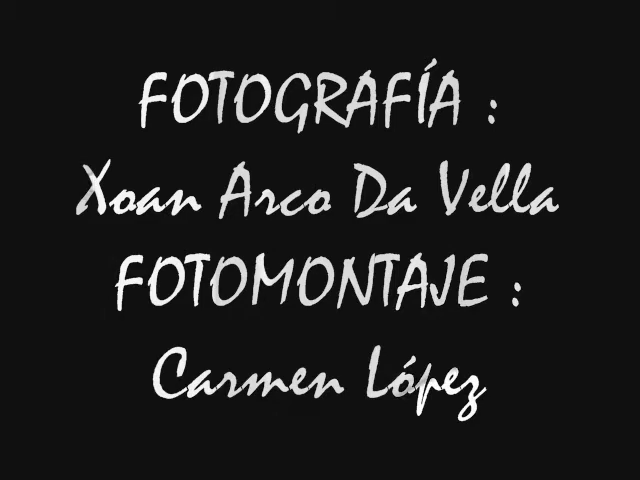 FOTOGRAFÍA :
Xoan Arco Da Vella
FOTOMONTAJE :
Carmen López